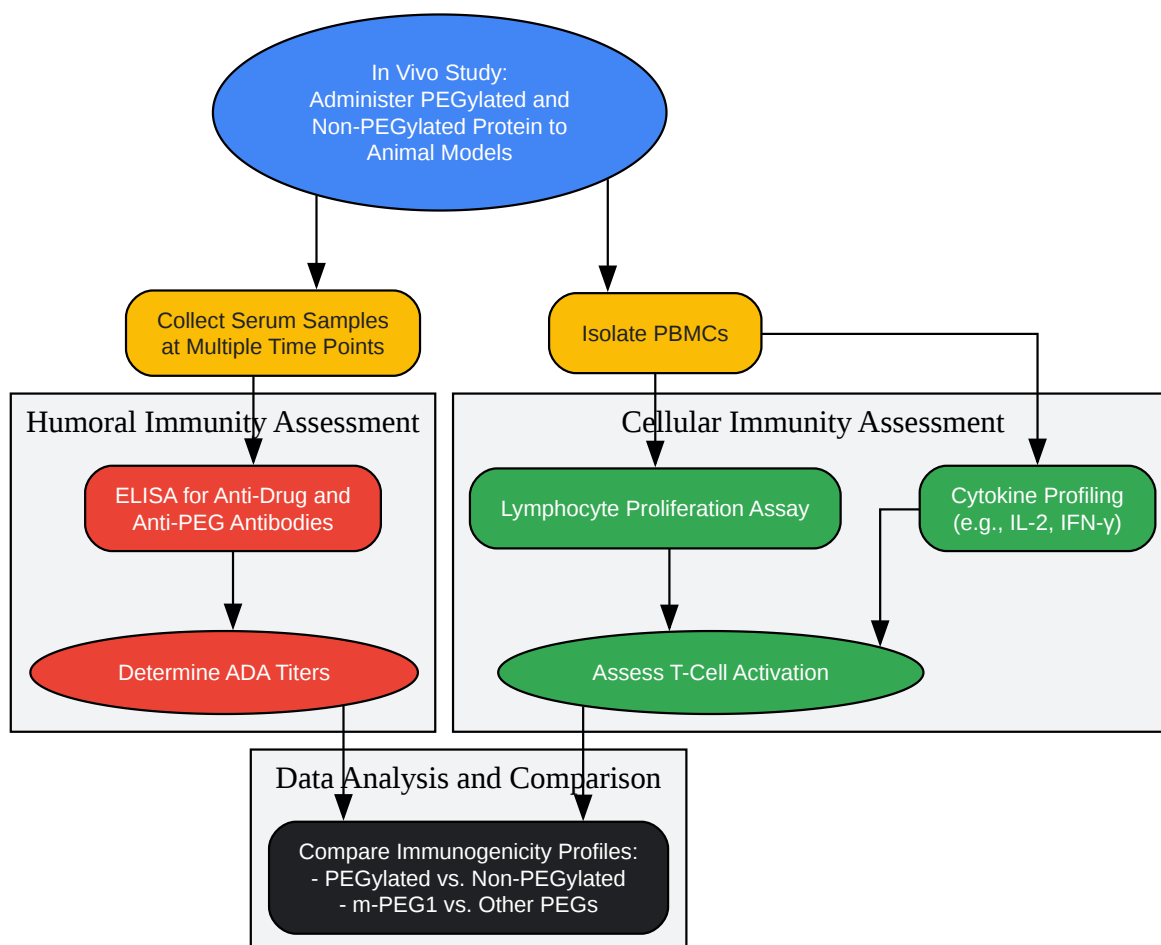 In Vivo Study:
Administer PEGylated and
Non-PEGylated Protein to
Animal Models
Collect Serum Samples
at Multiple Time Points
Isolate PBMCs
Humoral Immunity Assessment
Cellular Immunity Assessment
ELISA for Anti-Drug and
Anti-PEG Antibodies
Lymphocyte Proliferation Assay
Cytokine Profiling
(e.g., IL-2, IFN-γ)
Determine ADA Titers
Assess T-Cell Activation
Data Analysis and Comparison
Compare Immunogenicity Profiles:
- PEGylated vs. Non-PEGylated
- m-PEG1 vs. Other PEGs